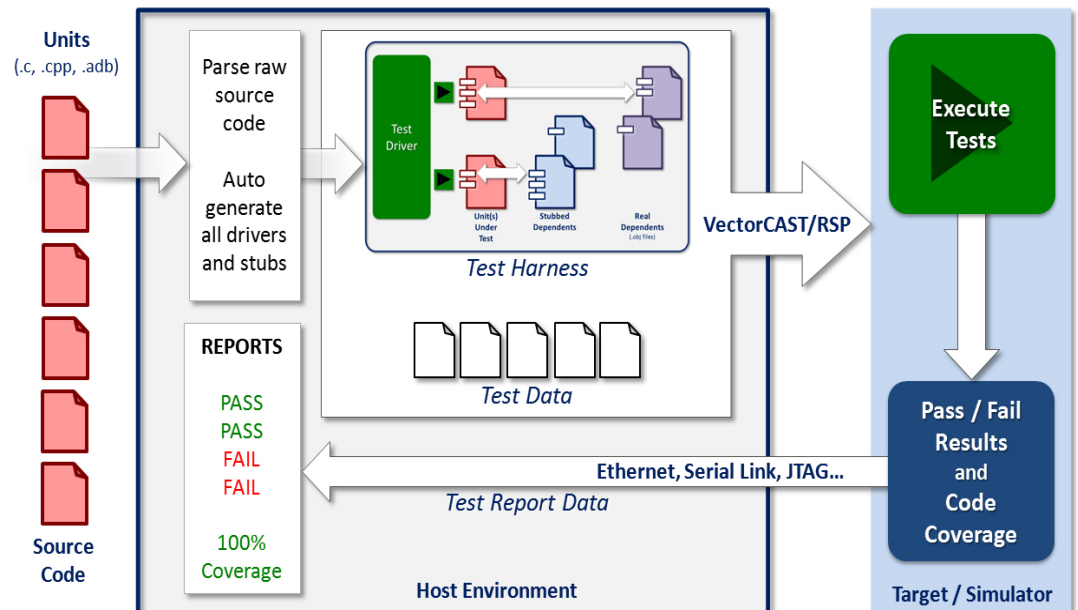 Units
(.c, .cpp, .adb)
Source
Code
Parse raw
source
code
Auto
generate
all drivers
and stubs
Test
Driver
Unit(s)
Under
Test
Stubbed
Dependents
Real
Dependents
(.obj files)
Test Harness
Test Data
VectorCAST/RSP
Execute
Tests
Pass / Fail
Results
and
Code
Coverage
Target / Simulator
Ethernet, Serial Link, JTAG...
Test Report Data
REPORTS
PASS
PASS
FAIL
FAIL
100%
Coverage
Host Environment